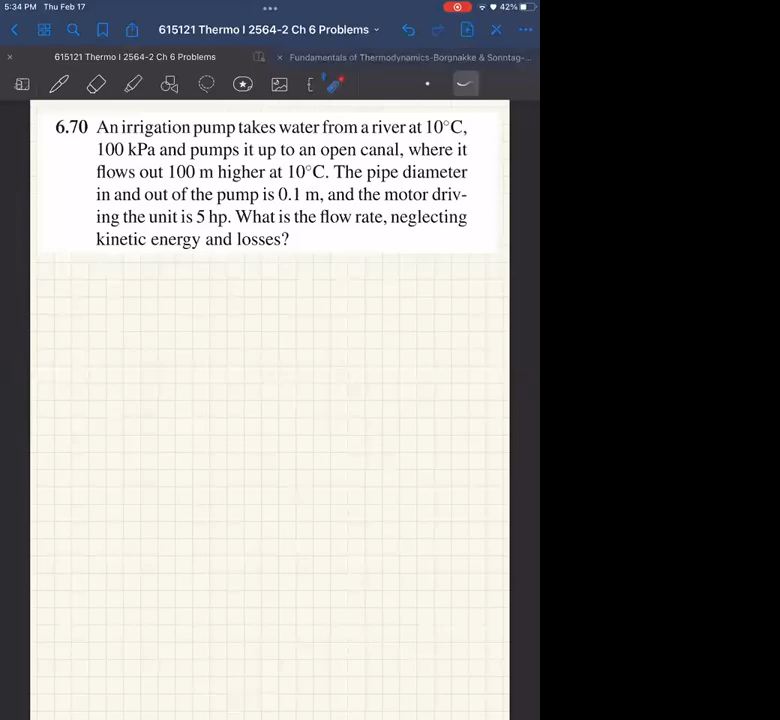 5:34 PM Thu Feb 17
42%
615121 Thermo I 2564-2 Ch 6 Problems
615121 Thermo I 2564-2 Ch 6 Problems
Fundamentals of Thermodynamics-Borgnakke & Sonntag-...
6.70 An irrigation pump takes water from a river at 10°C,
100 kPa and pumps it up to an open canal, where it
flows out 100 m higher at 10°C. The pipe diameter
in and out of the pump is 0.1 m, and the motor driv-
ing the unit is 5 hp. What is the flow rate, neglecting
kinetic energy and losses?